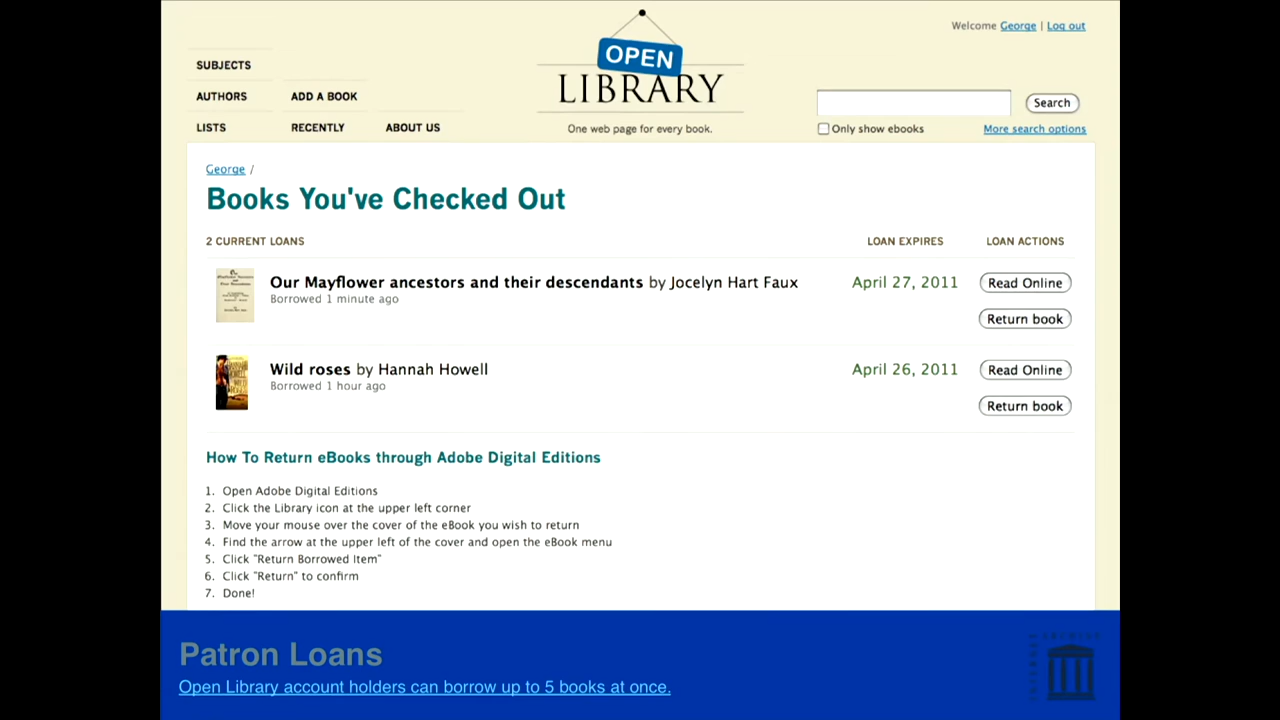 Welcome George | Log out
OPEN
LIBRARY
One web page for every book.
SUBJECTS
AUTHORS ADD A BOOK
LISTS RECENTLY ABOUT US
Search
Only show ebooks More search options
George /
Books You've Checked Out
2 CURRENT LOANS LOAN EXPIRES LOAN ACTIONS
Our Mayflower ancestors and their descendants by Jocelyn Hart Faux April 27, 2011 Read Online
Borrowed 1 minute ago
Return book
Wild roses by Hannah Howell April 26, 2011 Read Online
Borrowed 1 hour ago
Return book
How To Return eBooks through Adobe Digital Editions
1. Open Adobe Digital Editions
2. Click the Library icon at the upper left corner
3. Move your mouse over the cover of the eBook you wish to return
4. Find the arrow at the upper left of the cover and open the eBook menu
5. Click "Return Borrowed Item"
6. Click "Return" to confirm
7. Done!
Patron Loans
Open Library account holders can borrow up to 5 books at once.
INTERNET ARCHIVE